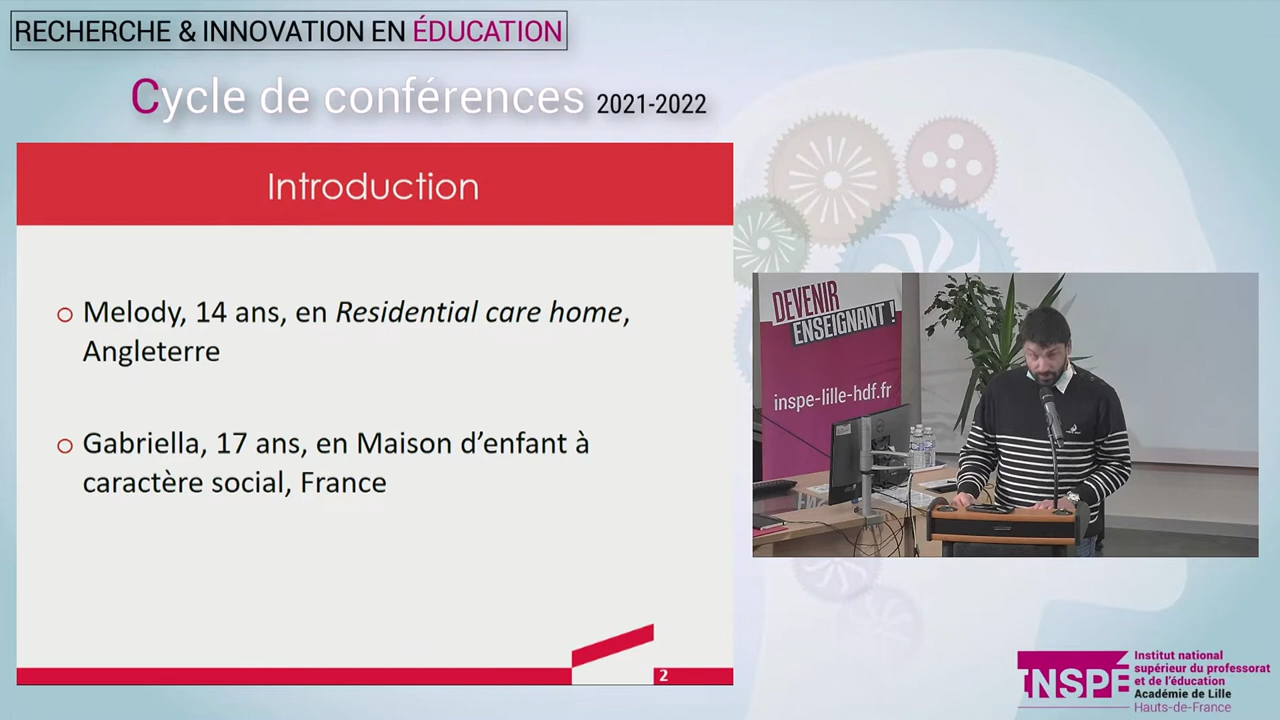 RECHERCHE & INNOVATION EN ÉDUCATION
Cycle de conférences 2021-2022
Introduction
Melody, 14 ans, en Residential care home,
Angleterre
Gabriella, 17 ans, en Maison d’enfant à
caractère social, France
2
DEVENIR
ENSEIGNANT !
inspe-lille-hdf.fr
INSPÉ
Institut national
supérieur du professorat
et de l'éducation
Académie de Lille
Hauts-de-France